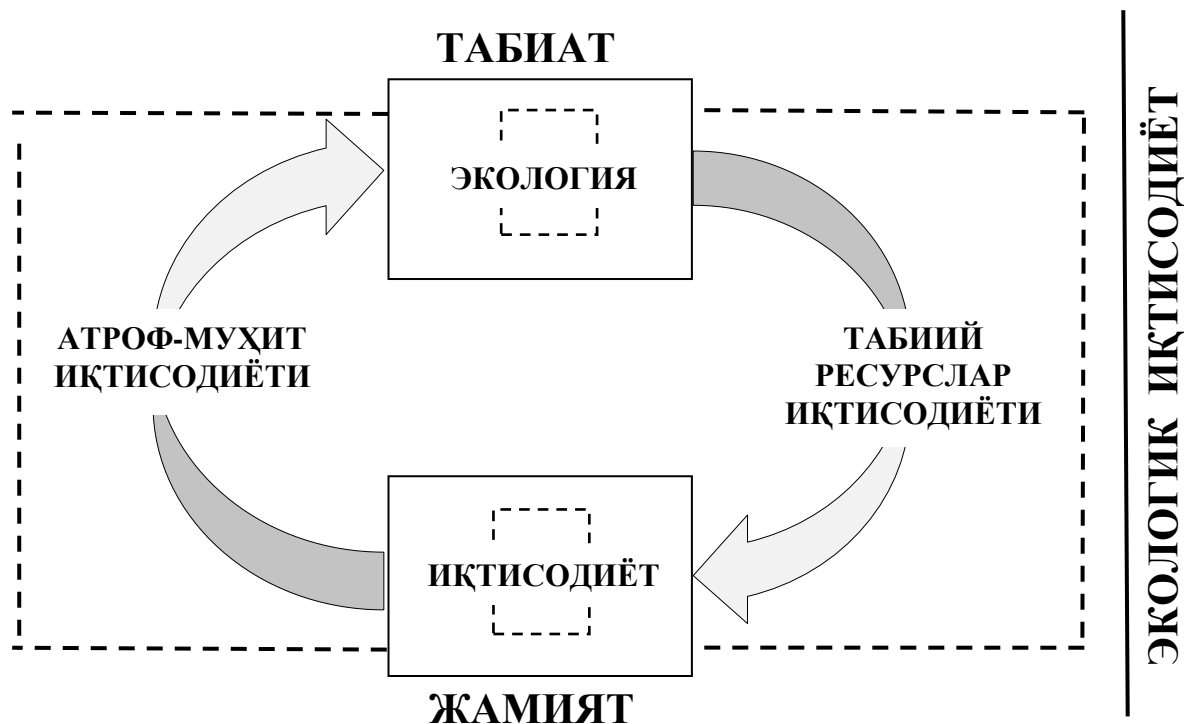 ТАБИАТ
ЭКОЛОГИЯ
АТРОФ-МУҲИТ
ИҚТИСОДИЁТИ
ТАБИИЙ
РЕСУРСЛАР
ИҚТИСОДИЁТИ
ИҚТИСОДИЁТ
ЖАМИЯТ
ЭКОЛОГИК ИҚТИСОДИЁТ